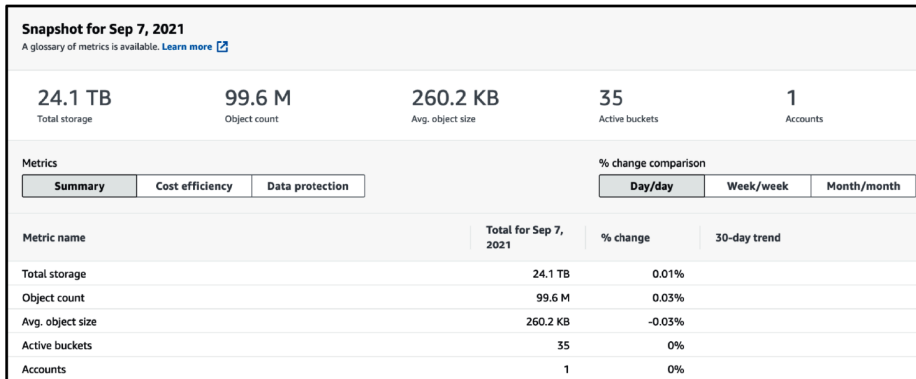 Snapshot for Sep 7, 2021
A glossary of metrics is available. Learn more
24.1 TB
Total storage
99.6 M
Object count
260.2 KB
Avg. object size
35
Active buckets
1
Accounts
Metrics
Summary Cost efficiency Data protection
% change comparison
Day/day Week/week Month/month
Metric name Total for Sep 7, 2021 % change 30-day trend
Total storage 24.1 TB 0.01%
Object count 99.6 M 0.03%
Avg. object size 260.2 KB -0.03%
Active buckets 35 0%
Accounts 1 0%